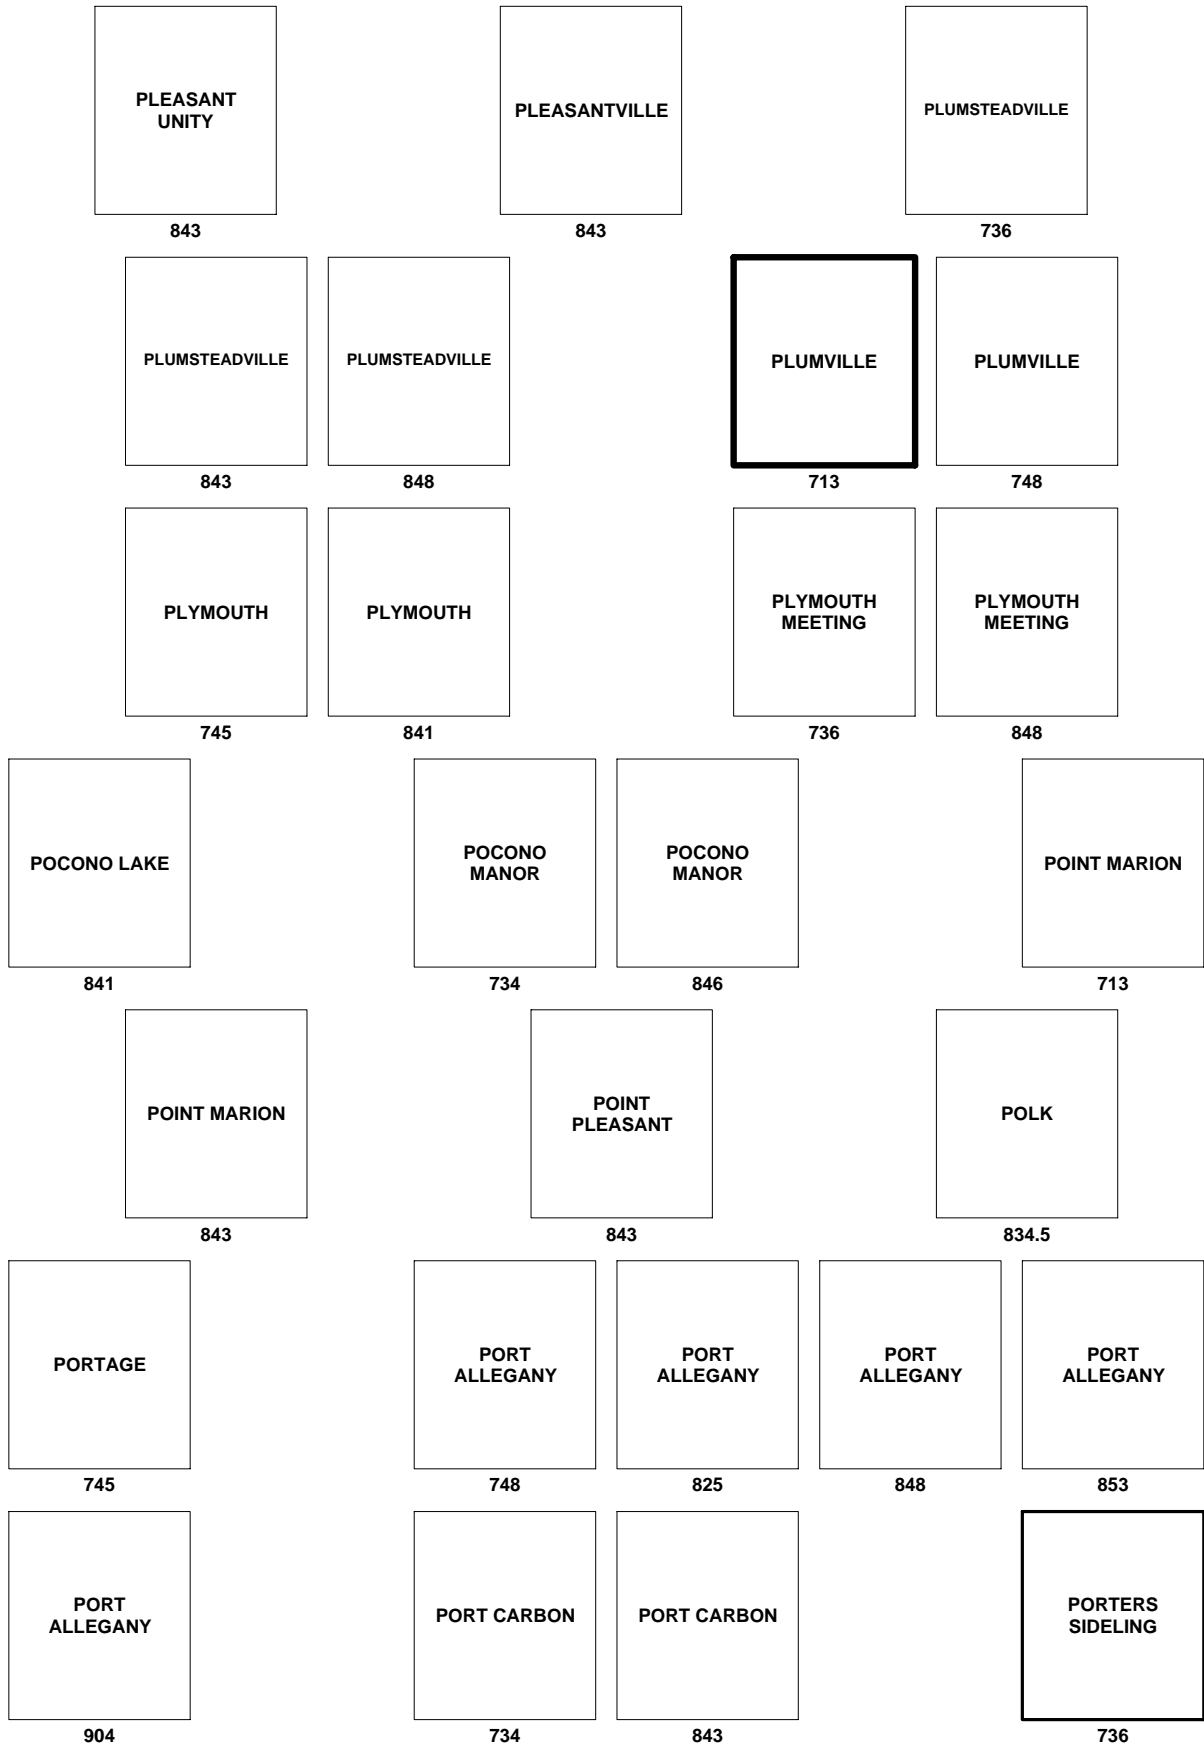 PLEASANT
UNITY
843
PLEASANTVILLE
843
PLUMSTEADVILLE
736
PLUMSTEADVILLE
843
PLUMSTEADVILLE
848
PLUMVILLE
713
PLUMVILLE
748
PLYMOUTH
745
PLYMOUTH
841
PLYMOUTH
MEETING
736
PLYMOUTH
MEETING
848
POCONO LAKE
841
POCONO
MANOR
734
POCONO
MANOR
846
POINT MARION
713
POINT MARION
843
POINT
PLEASANT
843
POLK
834.5
PORTAGE
745
PORT
ALLEGANY
748
PORT
ALLEGANY
825
PORT
ALLEGANY
848
PORT
ALLEGANY
853
PORT
ALLEGANY
904
PORT CARBON
734
PORT CARBON
843
PORTERS
SIDELING
736